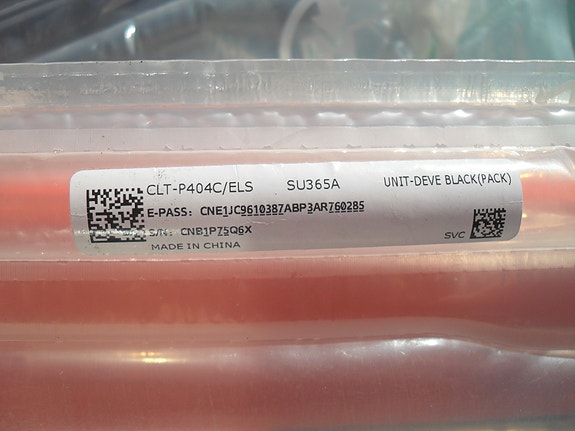 CLT-P404C/ELS SU365A UNIT-DEVE BLACK(PACK)
E-PASS: CNE1JC9610387ABP3AR760285
S/N: CNB1P75Q6X
SVC
MADE IN CHINA